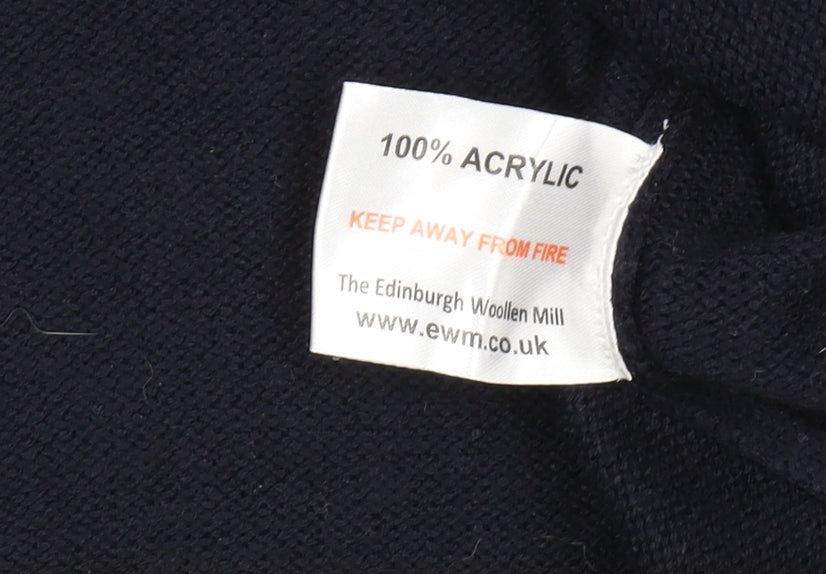 100% ACRYLIC
KEEP AWAY FROM FIRE
The Edinburgh Woollen Mill
www.ewm.co.uk